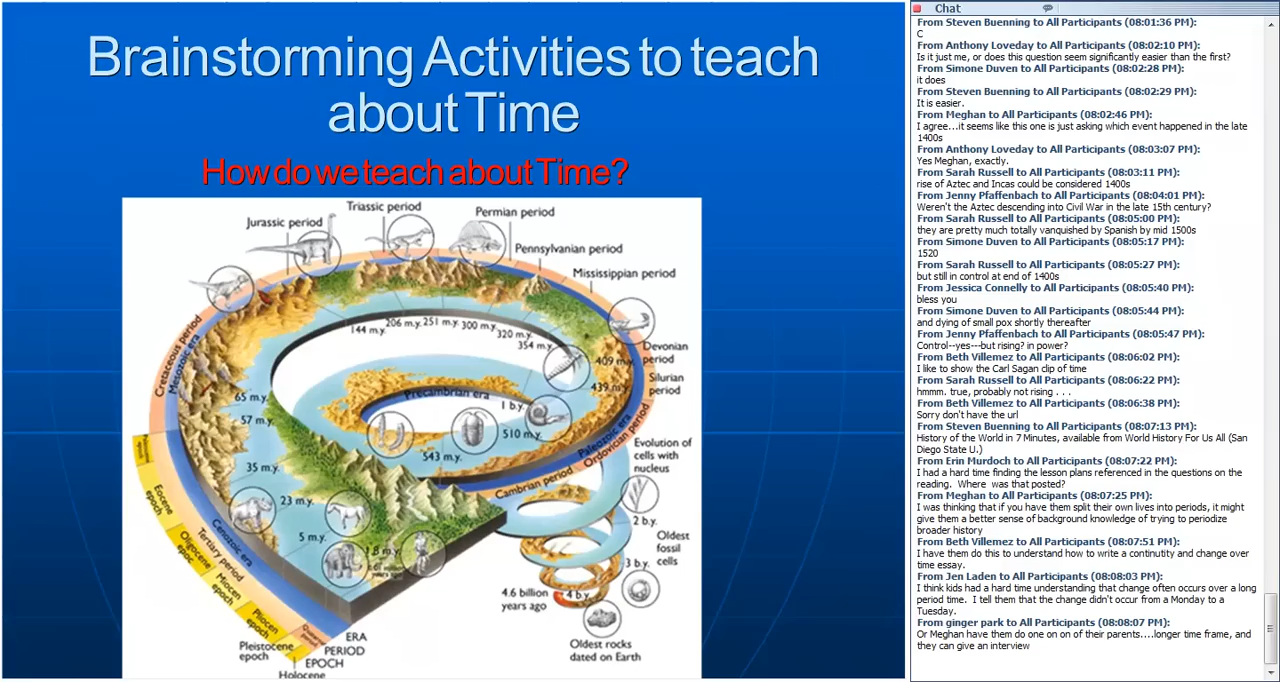 Brainstorming Activities to teach
about Time
How do we teach about Time?
Triassic period
Jurassic period
Permian period
Pennsylvanian period
Mississippian period
144 m.y.
206 m.y.
251 m.y.
300 m.y.
320 m.y.
354 m.y.
Cretaceous period
Mesozoic era
Devonian
period
409 m.y.
Silurian
period
439 m.y.
Precambrian era
1 b.y.
65 m.y.
57 m.y.
510 m.y.
543 m.y.
Paleozoic era
Ordovician period
Cambrian period
Evolution of
cells with
nucleus
35 m.y.
23 m.y.
5 m.y.
1.8 m.y.
2 b.y.
Oldest
fossil
cells
3 b.y.
4 b.y.
4.6 billion
years ago
Oldest rocks
dated on Earth
Eocene
epoch
Cenozoic era
Tertiary period
Oligocene
epoc
Miocen
epoch
Pliocen
epoch
Pleistocene
epoch
Holocene
ERA
PERIOD
EPOCH
Chat
From Steven Buenning to All Participants (08:01:36 PM):
C
From Anthony Loveday to All Participants (08:02:10 PM):
Is it just me, or does this question seem significantly easier than the first?
From Simone Duven to All Participants (08:02:28 PM):
it does
From Steven Buenning to All Participants (08:02:29 PM):
It is easier.
From Meghan to All Participants (08:02:46 PM):
I agree...it seems like this one is just asking which event happened in the late
1400s
From Anthony Loveday to All Participants (08:03:07 PM):
Yes Meghan, exactly.
From Sarah Russell to All Participants (08:03:11 PM):
rise of Aztec and Incas could be considered 1400s
From Jenny Pfaffenbach to All Participants (08:04:01 PM):
Weren't the Aztec descending into Civil War in the late 15th century?
From Sarah Russell to All Participants (08:05:00 PM):
they are pretty much totally vanquished by Spanish by mid 1500s
From Simone Duven to All Participants (08:05:17 PM):
1520
From Sarah Russell to All Participants (08:05:27 PM):
but still in control at end of 1400s
From Jessica Connelly to All Participants (08:05:40 PM):
bless you
From Simone Duven to All Participants (08:05:44 PM):
and dying of small pox shortly thereafter
From Jenny Pfaffenbach to All Participants (08:05:47 PM):
Control--yes---but rising? in power?
From Beth Villemez to All Participants (08:06:02 PM):
I like to show the Carl Sagan clip of time
From Sarah Russell to All Participants (08:06:22 PM):
hmmm. true, probably not rising . . .
From Beth Villemez to All Participants (08:06:38 PM):
Sorry don't have the url
From Steven Buenning to All Participants (08:07:13 PM):
History of the World in 7 Minutes, available from World History For Us All (San
Diego State U.)
From Erin Murdoch to All Participants (08:07:22 PM):
I had a hard time finding the lesson plans referenced in the questions on the
reading.  Where  was that posted?
From Meghan to All Participants (08:07:25 PM):
I was thinking that if you have them split their own lives into periods, it might
give them a better sense of background knowledge of trying to periodize
broader history
From Beth Villemez to All Participants (08:07:51 PM):
I have them do this to understand how to write a continutity and change over
time essay.
From Jen Laden to All Participants (08:08:03 PM):
I think kids had a hard time understanding that change often occurs over a long
period time.  I tell them that the change didn't occur from a Monday to a
Tuesday.
From ginger park to All Participants (08:08:07 PM):
Or Meghan have them do one on on of their parents....longer time frame, and
they can give an interview